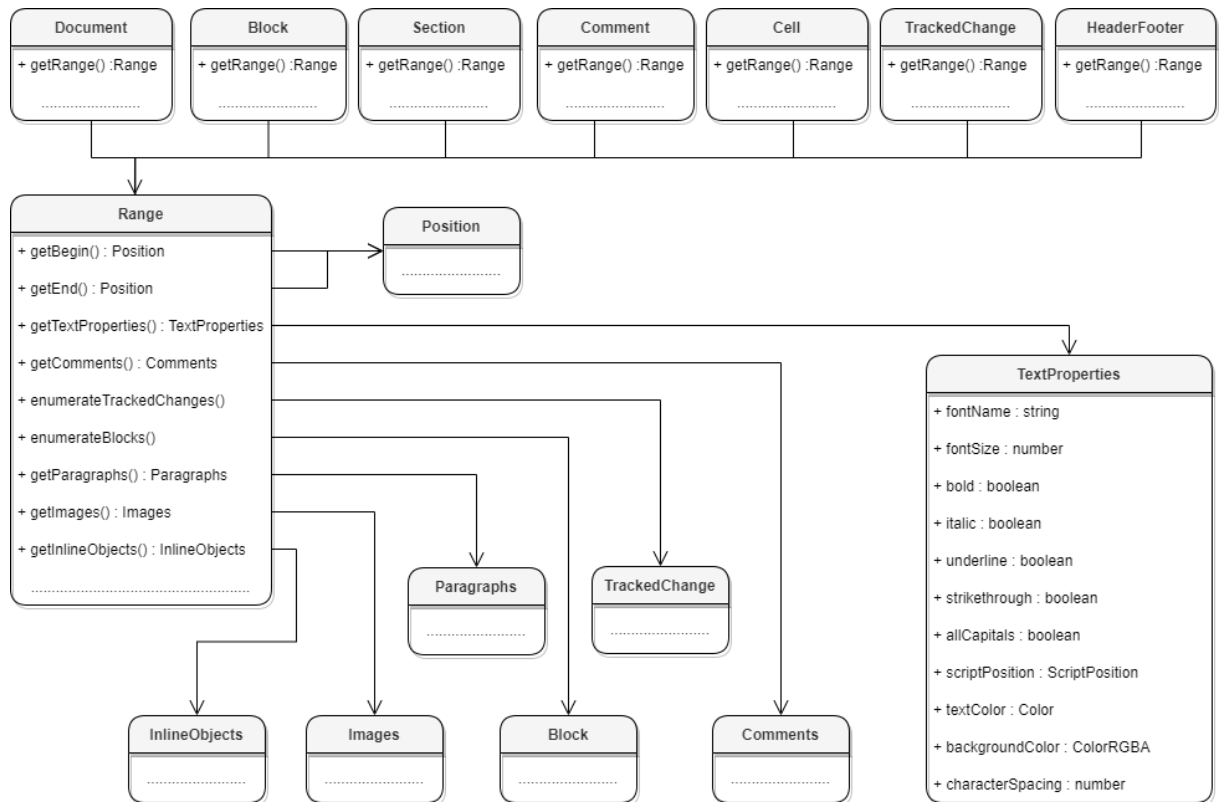 Document
+ getRange() :Range
............................
Block
+ getRange() :Range
............................
Section
+ getRange() :Range
............................
Comment
+ getRange() :Range
............................
Cell
+ getRange() :Range
............................
TrackedChange
+ getRange() :Range
............................
HeaderFooter
+ getRange() :Range
............................
Range
+ getBegin() : Position
+ getEnd() : Position
+ getTextProperties() : TextProperties
+ getComments() : Comments
+ enumerateTrackedChanges()
+ enumerateBlocks()
+ getParagraphs() : Paragraphs
+ getImages() : Images
+ getInlineObjects() : InlineObjects
............................
Position
............................
TextProperties
+ fontName : string
+ fontSize : number
+ bold : boolean
+ italic : boolean
+ underline : boolean
+ strikethrough : boolean
+ allCapitals : boolean
+ scriptPosition : ScriptPosition
+ textColor : Color
+ backgroundColor : ColorRGBA
+ characterSpacing : number
Paragraphs
............................
TrackedChange
............................
InlineObjects
............................
Images
............................
Block
............................
Comments
............................